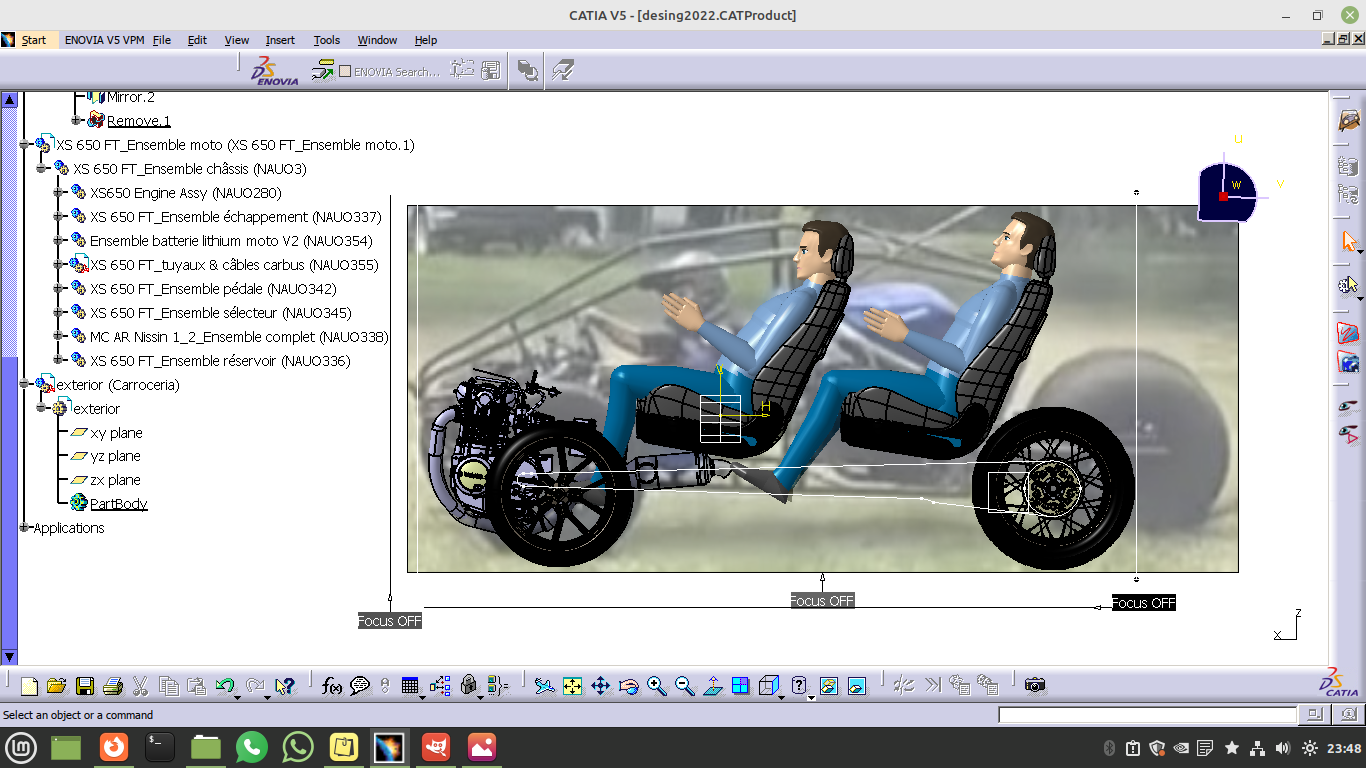 CATIA V5 - [desing2022.CATProduct]
Start ENOVIA V5 VPM File Edit View Insert Tools Window Help
ENOVIA ENOVIA Search...
Mirror.2
Remove.1
XS 650 FT_Ensemble moto (XS 650 FT_Ensemble moto.1)
XS 650 FT_Ensemble châssis (NAUO3)
XS650 Engine Assy (NAUO280)
XS 650 FT_Ensemble échappement (NAUO337)
Ensemble batterie lithium moto V2 (NAUO354)
XS 650 FT_tuyaux & câbles carbus (NAUO355)
XS 650 FT_Ensemble pédale (NAUO342)
XS 650 FT_Ensemble sélecteur (NAUO345)
MC AR Nissin 1_2_Ensemble complet (NAUO338)
XS 650 FT_Ensemble réservoir (NAUO336)
exterior (Carroceria)
exterior
xy plane
yz plane
zx plane
PartBody
Applications
U
W V
V
H
Focus OFF
Focus OFF
Focus OFF
z
x
f(x)
CATIA
Select an object or a command
23:48